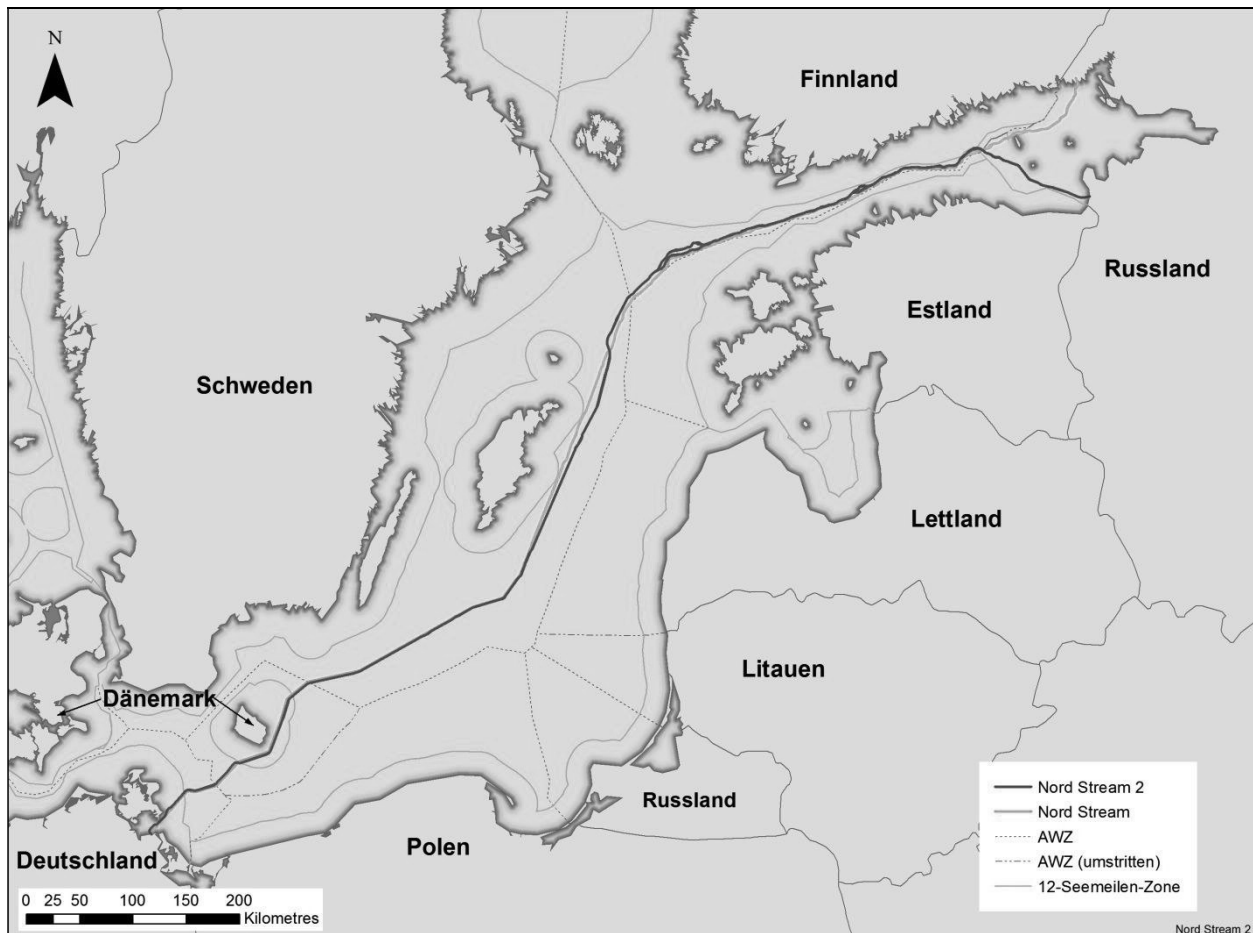 N
Finnland
Russland
Estland
Schweden
Lettland
Litauen
Dänemark
Russland
Polen
Deutschland
0 25 50 100 150 200
Kilometres
Nord Stream 2
Nord Stream
AWZ
AWZ (umstritten)
12-Seemeilen-Zone
Nord Stream 2